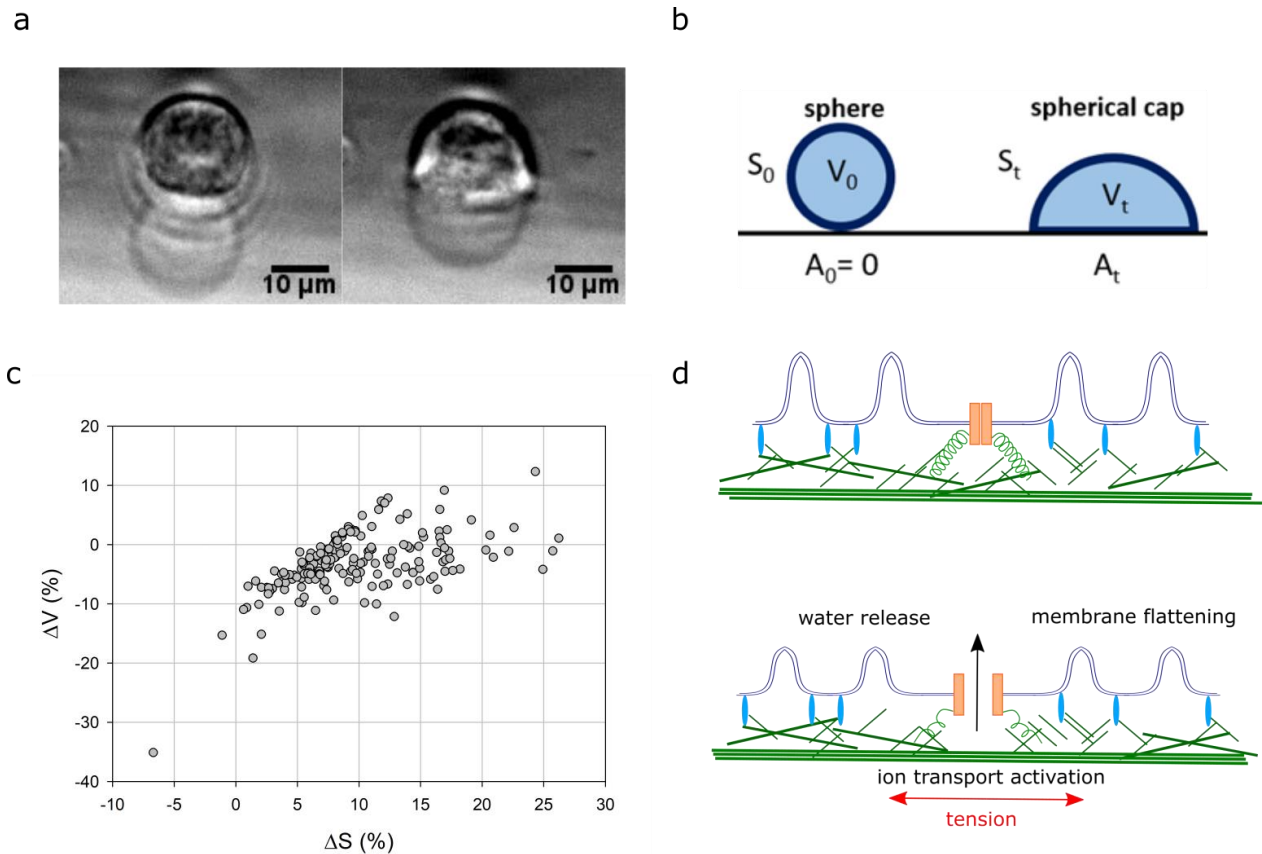 a
10 µm
10 µm
b
sphere
spherical cap
S0
V0
St
Vt
A0= 0
At
c
20
10
0
-10
-20
-30
-40
ΔV (%)
-10
-5
0
5
10
15
20
25
30
ΔS (%)
d
water release
membrane flattening
ion transport activation
tension